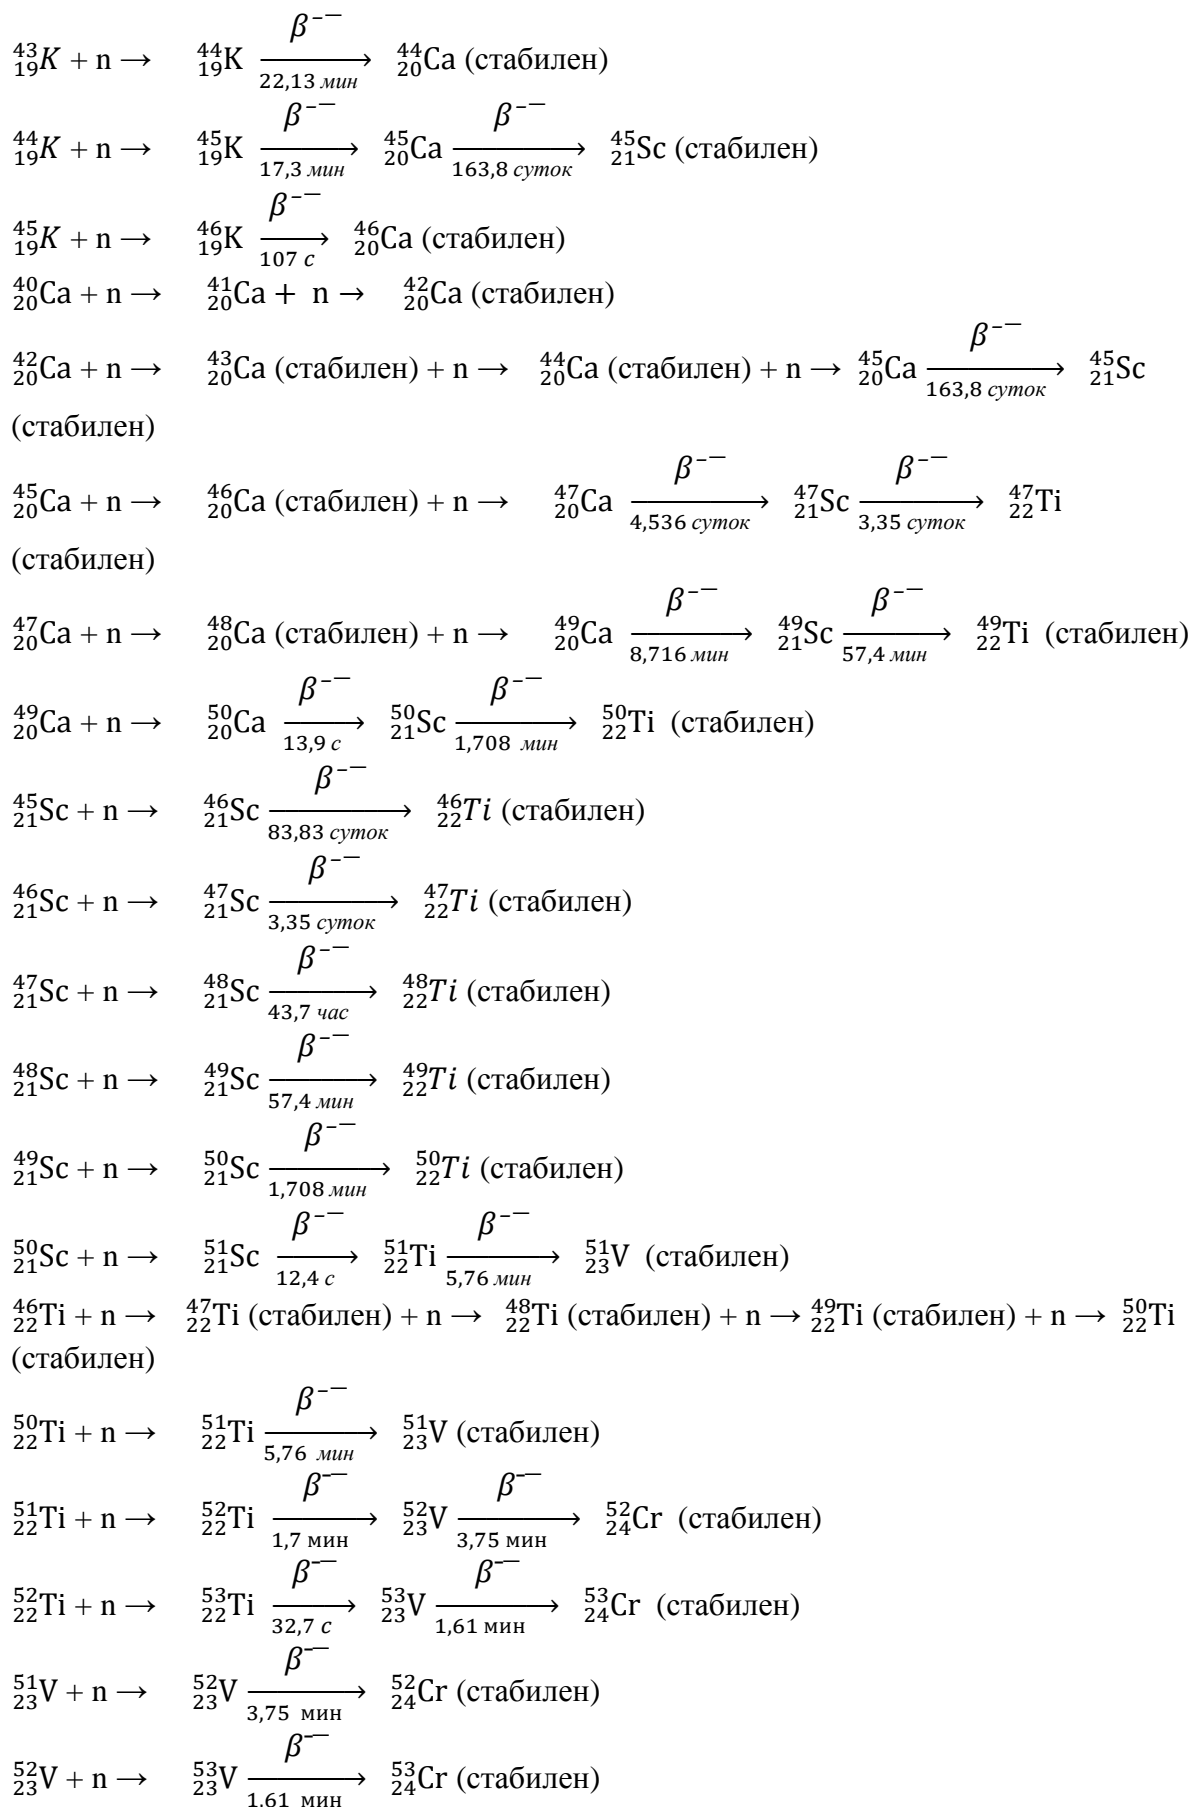 ⁴³₁₉K + n → ⁴⁴₁₉K —β⁻⁻ / 22,13 мин→ ⁴⁴₂₀Ca (стабилен)
⁴⁴₁₉K + n → ⁴⁵₁₉K —β⁻⁻ / 17,3 мин→ ⁴⁵₂₀Ca —β⁻⁻ / 163,8 суток→ ⁴⁵₂₁Sc (стабилен)
⁴⁵₁₉K + n → ⁴⁶₁₉K —β⁻⁻ / 107 с→ ⁴⁶₂₀Ca (стабилен)
⁴⁰₂₀Ca + n → ⁴¹₂₀Ca + n → ⁴²₂₀Ca (стабилен)
⁴²₂₀Ca + n → ⁴³₂₀Ca (стабилен) + n → ⁴⁴₂₀Ca (стабилен) + n → ⁴⁵₂₀Ca —β⁻⁻ / 163,8 суток→ ⁴⁵₂₁Sc
(стабилен)
⁴⁵₂₀Ca + n → ⁴⁶₂₀Ca (стабилен) + n → ⁴⁷₂₀Ca —β⁻⁻ / 4,536 суток→ ⁴⁷₂₁Sc —β⁻⁻ / 3,35 суток→ ⁴⁷₂₂Ti
(стабилен)
⁴⁷₂₀Ca + n → ⁴⁸₂₀Ca (стабилен) + n → ⁴⁹₂₀Ca —β⁻⁻ / 8,716 мин→ ⁴⁹₂₁Sc —β⁻⁻ / 57,4 мин→ ⁴⁹₂₂Ti (стабилен)
⁴⁹₂₀Ca + n → ⁵⁰₂₀Ca —β⁻⁻ / 13,9 с→ ⁵⁰₂₁Sc —β⁻⁻ / 1,708 мин→ ⁵⁰₂₂Ti (стабилен)
⁴⁵₂₁Sc + n → ⁴⁶₂₁Sc —β⁻⁻ / 83,83 суток→ ⁴⁶₂₂Ti (стабилен)
⁴⁶₂₁Sc + n → ⁴⁷₂₁Sc —β⁻⁻ / 3,35 суток→ ⁴⁷₂₂Ti (стабилен)
⁴⁷₂₁Sc + n → ⁴⁸₂₁Sc —β⁻⁻ / 43,7 час→ ⁴⁸₂₂Ti (стабилен)
⁴⁸₂₁Sc + n → ⁴⁹₂₁Sc —β⁻⁻ / 57,4 мин→ ⁴⁹₂₂Ti (стабилен)
⁴⁹₂₁Sc + n → ⁵⁰₂₁Sc —β⁻⁻ / 1,708 мин→ ⁵⁰₂₂Ti (стабилен)
⁵⁰₂₁Sc + n → ⁵¹₂₁Sc —β⁻⁻ / 12,4 с→ ⁵¹₂₂Ti —β⁻⁻ / 5,76 мин→ ⁵¹₂₃V (стабилен)
⁴⁶₂₂Ti + n → ⁴⁷₂₂Ti (стабилен) + n → ⁴⁸₂₂Ti (стабилен) + n → ⁴⁹₂₂Ti (стабилен) + n → ⁵⁰₂₂Ti
(стабилен)
⁵⁰₂₂Ti + n → ⁵¹₂₂Ti —β⁻⁻ / 5,76 мин→ ⁵¹₂₃V (стабилен)
⁵¹₂₂Ti + n → ⁵²₂₂Ti —β⁻⁻ / 1,7 мин→ ⁵²₂₃V —β⁻⁻ / 3,75 мин→ ⁵²₂₄Cr (стабилен)
⁵²₂₂Ti + n → ⁵³₂₂Ti —β⁻⁻ / 32,7 с→ ⁵³₂₃V —β⁻⁻ / 1,61 мин→ ⁵³₂₄Cr (стабилен)
⁵¹₂₃V + n → ⁵²₂₃V —β⁻⁻ / 3,75 мин→ ⁵²₂₄Cr (стабилен)
⁵²₂₃V + n → ⁵³₂₃V —β⁻⁻ / 1,61 мин→ ⁵³₂₄Cr (стабилен)